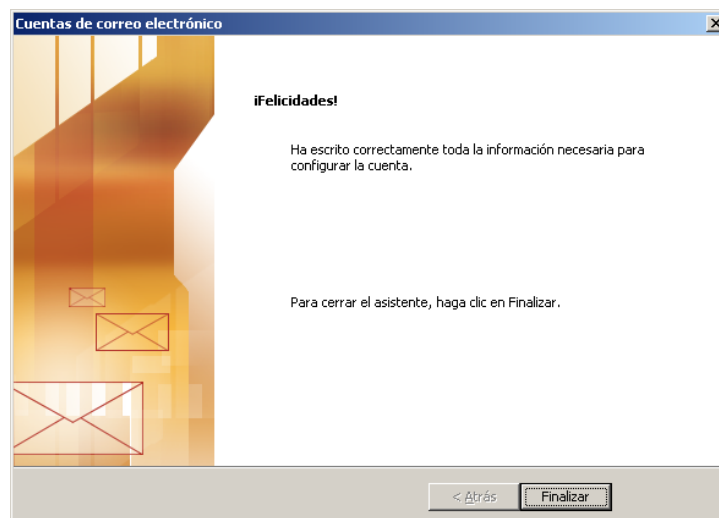 Cuentas de correo electrónico
¡Felicidades!
Ha escrito correctamente toda la información necesaria para
configurar la cuenta.
Para cerrar el asistente, haga clic en Finalizar.
< Atrás
Finalizar